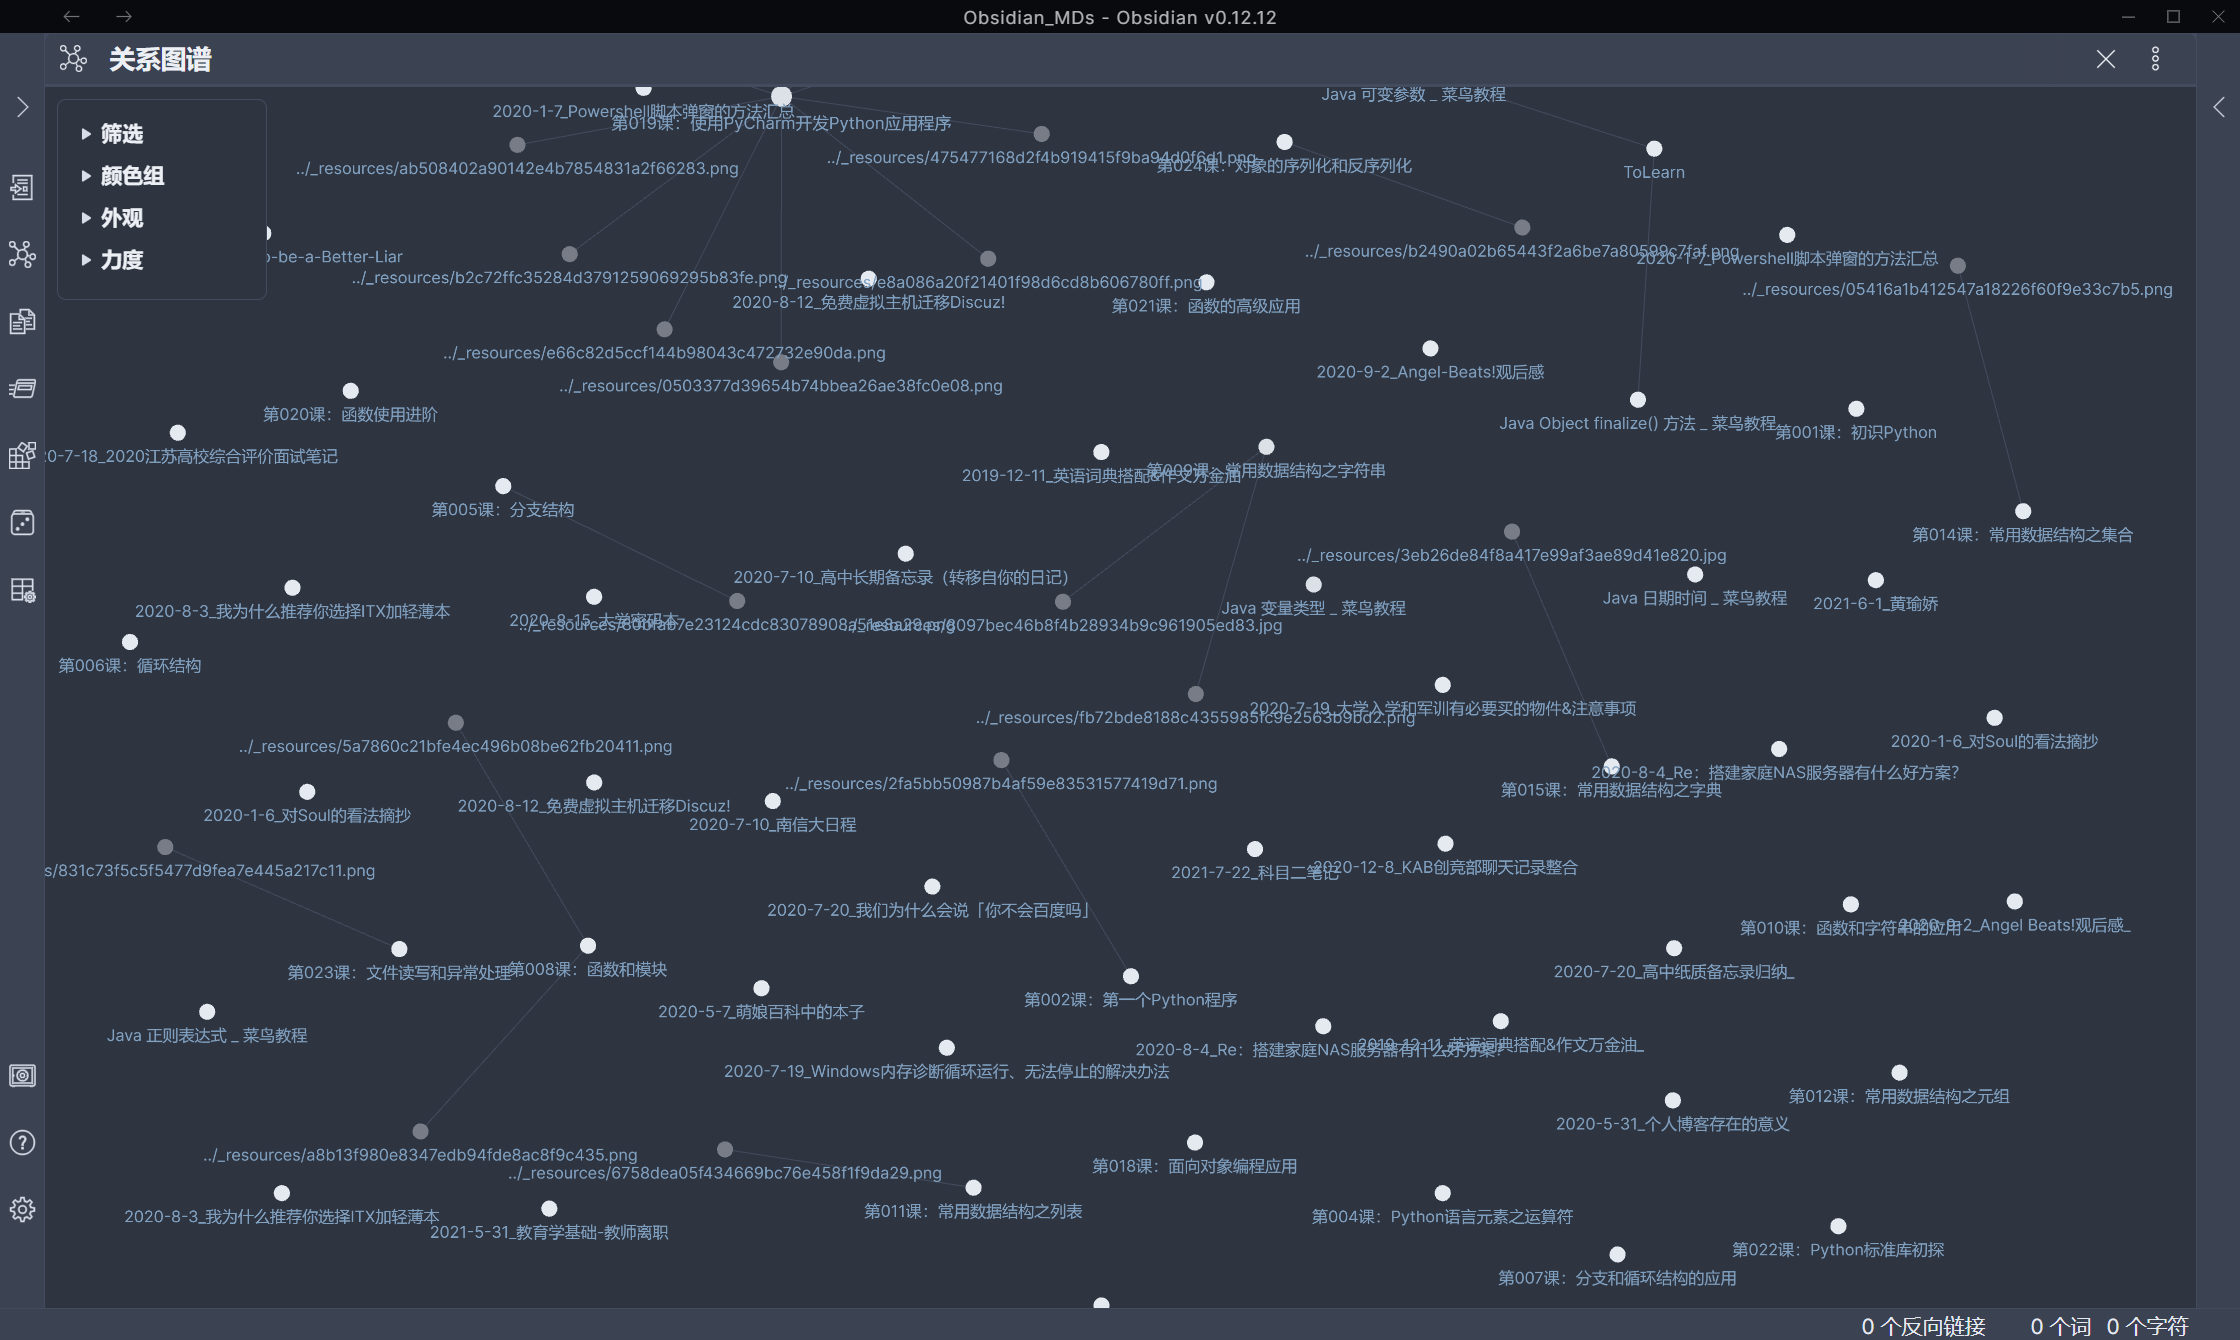 Obsidian_MDs - Obsidian v0.12.12
关系图谱
筛选
颜色组
外观
力度
Java 可变参数 _ 菜鸟教程
2020-1-7_Powershell脚本弹窗的方法汇总
第019课：使用PyCharm开发Python应用程序
../_resources/475477168d2f4b919415f9ba94d0f6d1.png
第024课：对象的序列化和反序列化
../_resources/ab508402a90142e4b7854831a2f66283.png
ToLearn
o-be-a-Better-Liar
../_resources/b2490a02b65443f2a6be7a80599c7faf.png
2020-1-7_Powershell脚本弹窗的方法汇总
../_resources/b2c72ffc35284d3791259069295b83fe.png
../_resources/e8a086a20f21401f98d6cd8b606780ff.png
../_resources/05416a1b412547a18226f60f9e33c7b5.png
2020-8-12_免费虚拟主机迁移Discuz!
第021课：函数的高级应用
../_resources/e66c82d5ccf144b98043c472732e90da.png
2020-9-2_Angel-Beats!观后感
../_resources/0503377d39654b74bbea26ae38fc0e08.png
第020课：函数使用进阶
Java Object finalize() 方法 _ 菜鸟教程
第001课：初识Python
0-7-18_2020江苏高校综合评价面试笔记
2019-12-11_英语词典搭配&作文万金油
第009课：常用数据结构之字符串
第005课：分支结构
第014课：常用数据结构之集合
../_resources/3eb26de84f8a417e99af3ae89d41e820.jpg
2020-7-10_高中长期备忘录（转移自你的日记）
2020-8-3_我为什么推荐你选择ITX加轻薄本
Java 变量类型 _ 菜鸟教程
Java 日期时间 _ 菜鸟教程
2021-6-1_黄瑜娇
2020-8-15_大学密码本
第006课：循环结构
2020-7-19_大学入学和军训有必要买的物件&注意事项
../_resources/fb72bde8188c4355985fc9e2563b9bd2.png
../_resources/5a7860c21bfe4ec496b08be62fb20411.png
2020-1-6_对Soul的看法摘抄
2020-8-4_Re：搭建家庭NAS服务器有什么好方案?
../_resources/2fa5bb50987b4af59e83531577419d71.png
第015课：常用数据结构之字典
2020-1-6_对Soul的看法摘抄
2020-8-12_免费虚拟主机迁移Discuz!
2020-7-10_南信大日程
s/831c73f5c5f5477d9fea7e445a217c11.png
2021-7-22_科目二笔记
2020-12-8_KAB创竞部聊天记录整合
2020-7-20_我们为什么会说「你不会百度吗」
第010课：函数和字符串的应用
2020-9-2_Angel Beats!观后感_
第023课：文件读写和异常处理
第008课：函数和模块
2020-7-20_高中纸质备忘录归纳_
2020-5-7_萌娘百科中的本子
第002课：第一个Python程序
Java 正则表达式 _ 菜鸟教程
2020-8-4_Re：搭建家庭NAS服务器有什么好方案?
2019-12-11_英语词典搭配&作文万金油_
2020-7-19_Windows内存诊断循环运行、无法停止的解决办法
第012课：常用数据结构之元组
2020-5-31_个人博客存在的意义
../_resources/a8b13f980e8347edb94fde8ac8f9c435.png
../_resources/6758dea05f434669bc76e458f1f9da29.png
第018课：面向对象编程应用
2020-8-3_我为什么推荐你选择ITX加轻薄本
第011课：常用数据结构之列表
第004课：Python语言元素之运算符
2021-5-31_教育学基础-教师离职
第022课：Python标准库初探
第007课：分支和循环结构的应用
0 个反向链接
0 个词
0 个字符